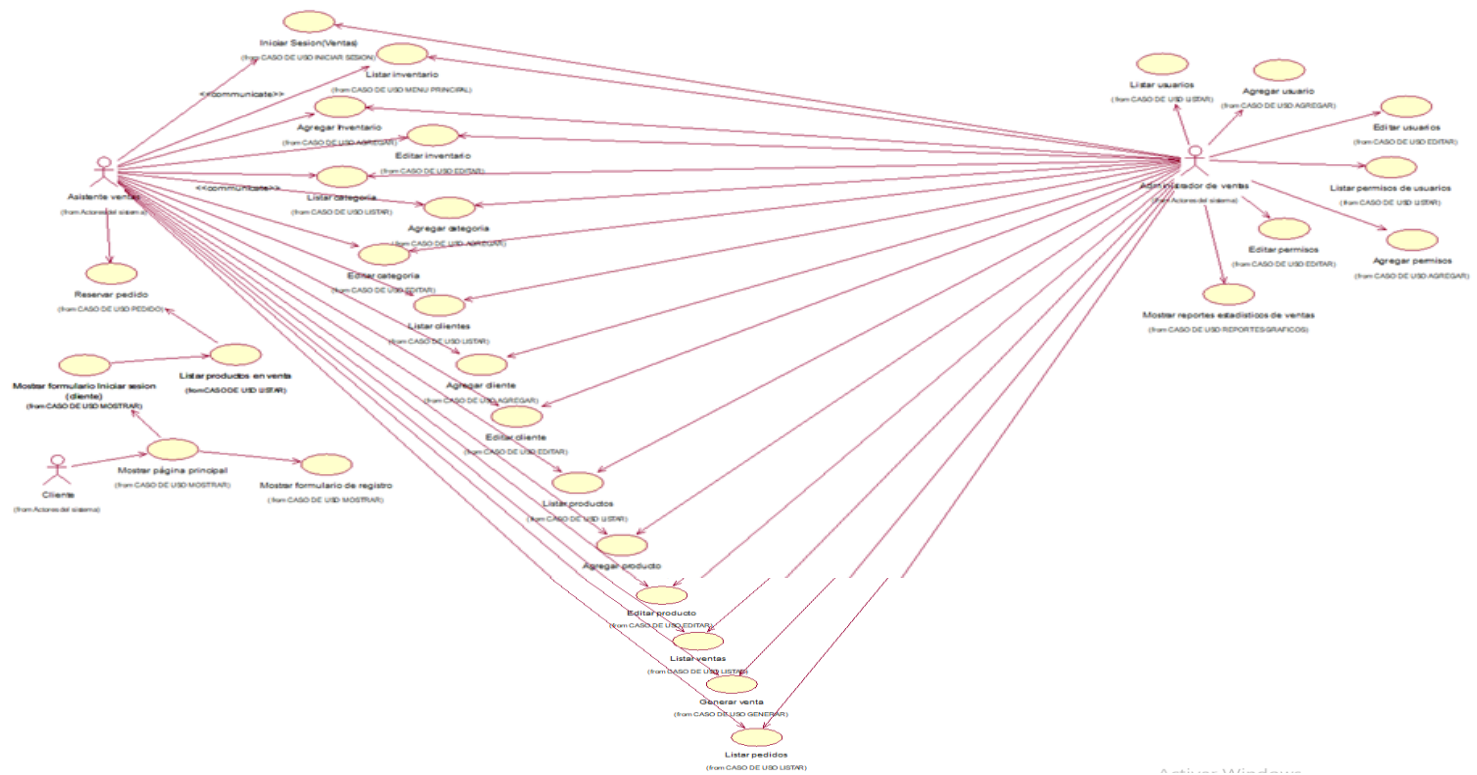 Iniciar Sesion(Ventas)
(from CASO DE USO INICIAR SESION)
Listar inventario
(from CASO DE USO MENU PRINCIPAL)
<<communicate>>
Agregar Inventario
(from CASO DE USO AGREGAR)
Editar inventario
(from CASO DE USO EDITAR)
Asistente ventas
(from Actores del sistema)
<<communicate>>
Listar categoria
(from CASO DE USO LISTAR)
Agregar categoria
(from CASO DE USO AGREGAR)
Editar categoria
(from CASO DE USO EDITAR)
Reservar pedido
(from CASO DE USO PEDIDO)
Listar clientes
(from CASO DE USO LISTAR)
Listar productos en venta
(from CASO DE USO LISTAR)
Mostrar formulario Iniciar sesion
(cliente)
(from CASO DE USO MOSTRAR)
Agregar cliente
(from CASO DE USO AGREGAR)
Editar cliente
(from CASO DE USO EDITAR)
Mostrar página principal
(from CASO DE USO MOSTRAR)
Mostrar formulario de registro
(from CASO DE USO MOSTRAR)
Cliente
(from Actores del sistema)
Listar productos
(from CASO DE USO LISTAR)
Agregar producto
Editar producto
(from CASO DE USO EDITAR)
Listar ventas
(from CASO DE USO LISTAR)
Generar venta
(from CASO DE USO GENERAR)
Listar pedidos
(from CASO DE USO LISTAR)
Listar usuarios
(from CASO DE USO LISTAR)
Agregar usuario
(from CASO DE USO AGREGAR)
Editar usuarios
(from CASO DE USO EDITAR)
Administrador de ventas
(from Actores del sistema)
Listar permisos de usuarios
(from CASO DE USO LISTAR)
Editar permisos
(from CASO DE USO EDITAR)
Agregar permisos
(from CASO DE USO AGREGAR)
Mostrar reportes estadisticos de ventas
(from CASO DE USO REPORTES GRAFICOS)
Activar Windows